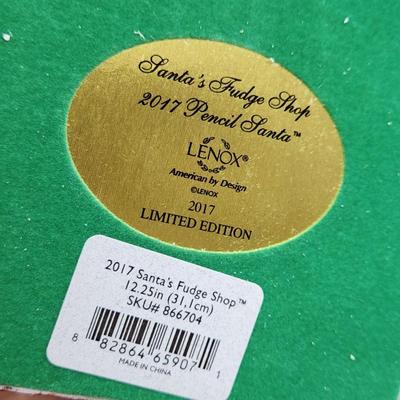 Santa's Fudge Shop
2017 Pencil Santa™
LENOX®
American by Design
©LENOX
2017
LIMITED EDITION
2017 Santa's Fudge Shop™
12.25in (31,1cm)
SKU# 866704
8 82864 65907 1
MADE IN CHINA